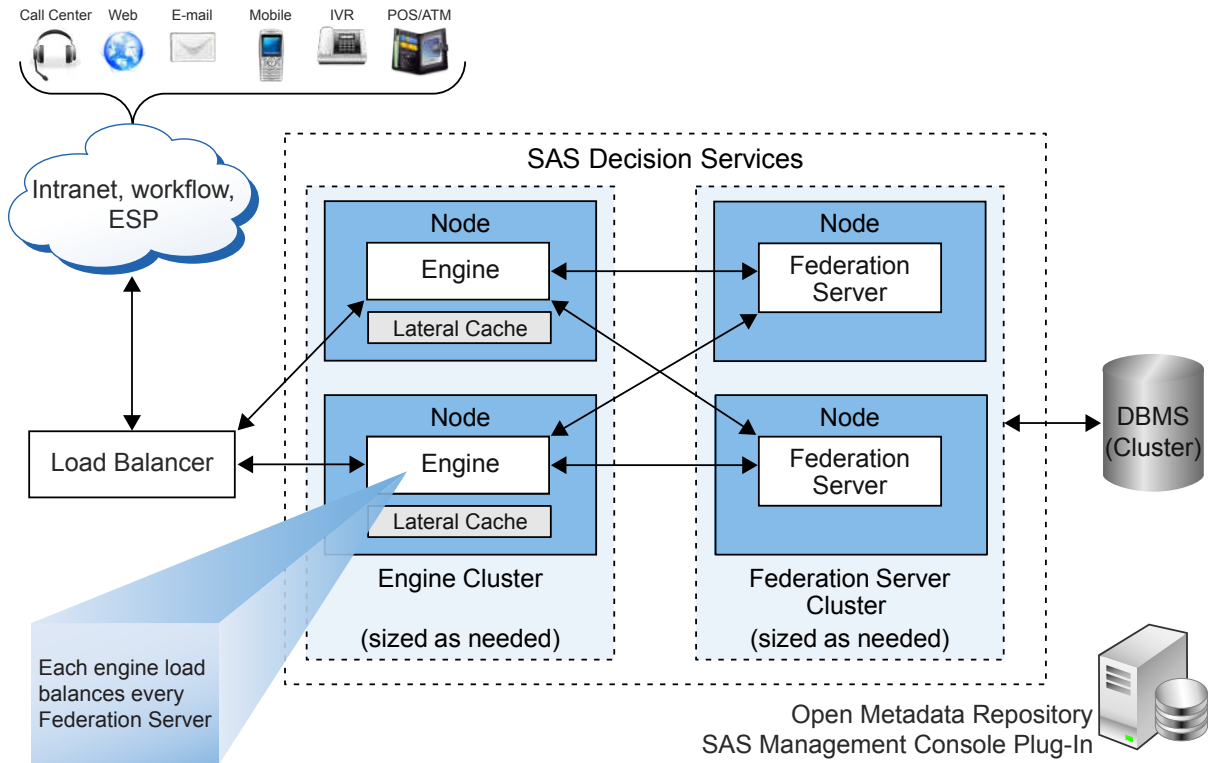 Call Center
Web
E-mail
Mobile
IVR
POS/ATM
Intranet, workflow,
ESP
Load Balancer
SAS Decision Services
Node
Engine
Lateral Cache
Node
Engine
Lateral Cache
Engine Cluster
(sized as needed)
Node
Federation
Server
Node
Federation
Server
Federation Server
Cluster
(sized as needed)
DBMS
(Cluster)
Each engine load
balances every
Federation Server
Open Metadata Repository
SAS Management Console Plug-In